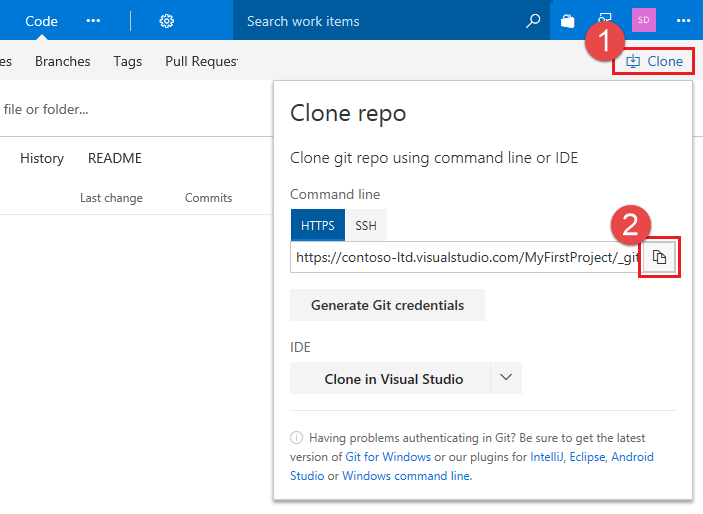 Code
Search work items
SD
1
Branches
Tags
Pull Reques
Clone
file or folder...
Clone repo
Clone git repo using command line or IDE
History
README
Command line
Last change
Commits
HTTPS
SSH
2
https://contoso-ltd.visualstudio.com/MyFirstProject/_git
Generate Git credentials
IDE
Clone in Visual Studio
Having problems authenticating in Git? Be sure to get the latest
version of Git for Windows or our plugins for IntelliJ, Eclipse, Android
Studio or Windows command line.